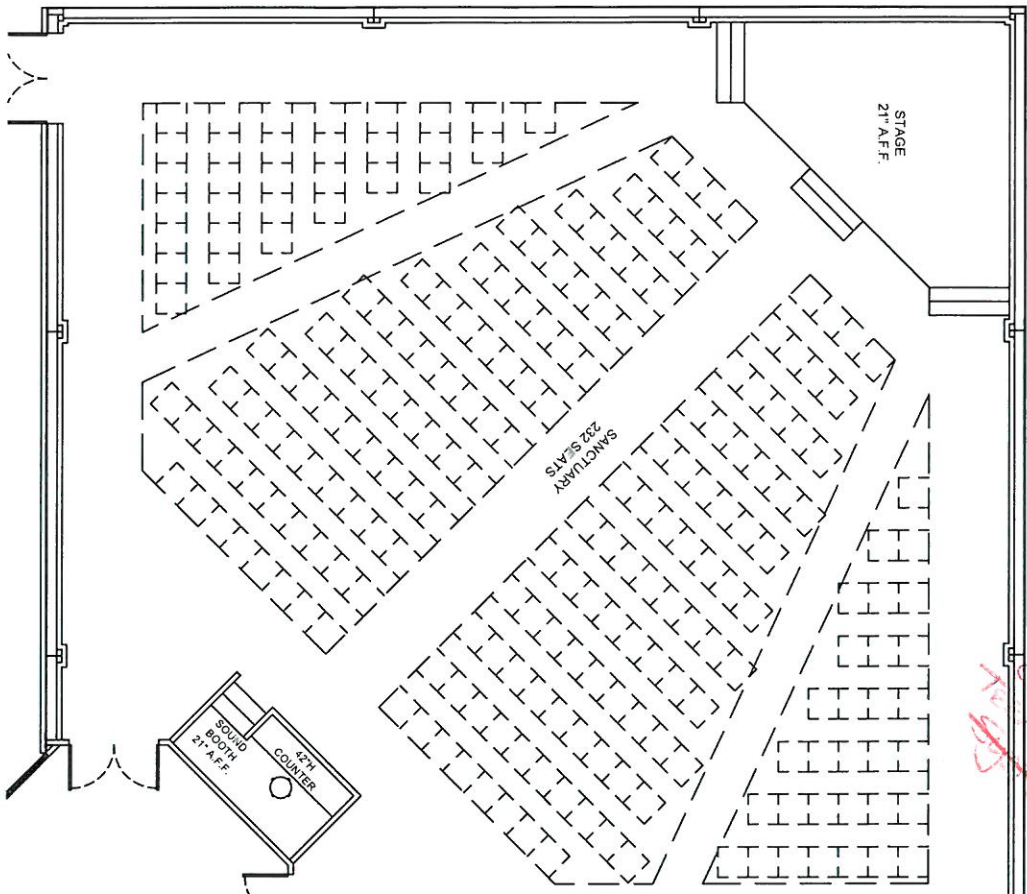 STAGE
21" A.F.F.
SANCTUARY
232 SEATS
SOUND
BOOTH
21" A.F.F.
42"H
COUNTER